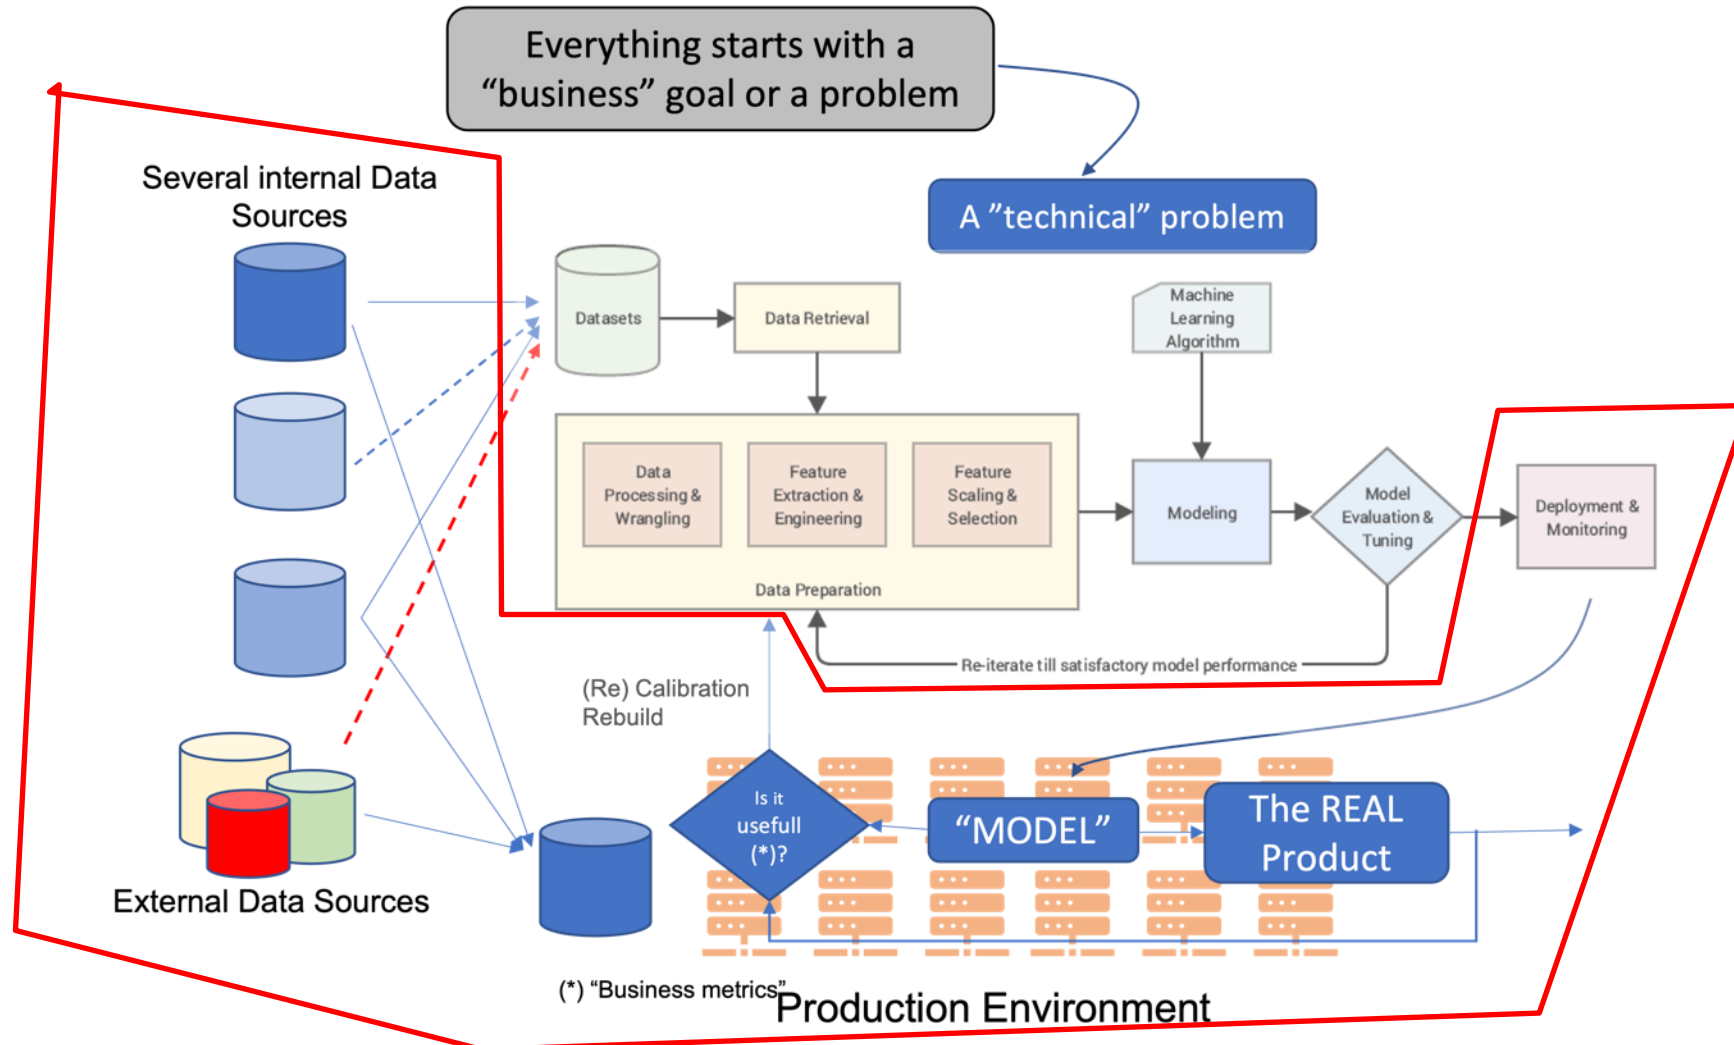 Everything starts with a
“business” goal or a problem
A ”technical” problem
Several internal Data
Sources
Datasets
Data Retrieval
Machine
Learning
Algorithm
Data
Processing &
Wrangling
Feature
Extraction &
Engineering
Feature
Scaling &
Selection
Data Preparation
Modeling
Model
Evaluation &
Tuning
Deployment &
Monitoring
Re-iterate till satisfactory model performance
(Re) Calibration
Rebuild
Is it
usefull
(*)?
“MODEL”
The REAL
Product
External Data Sources
(*) “Business metrics”
Production Environment